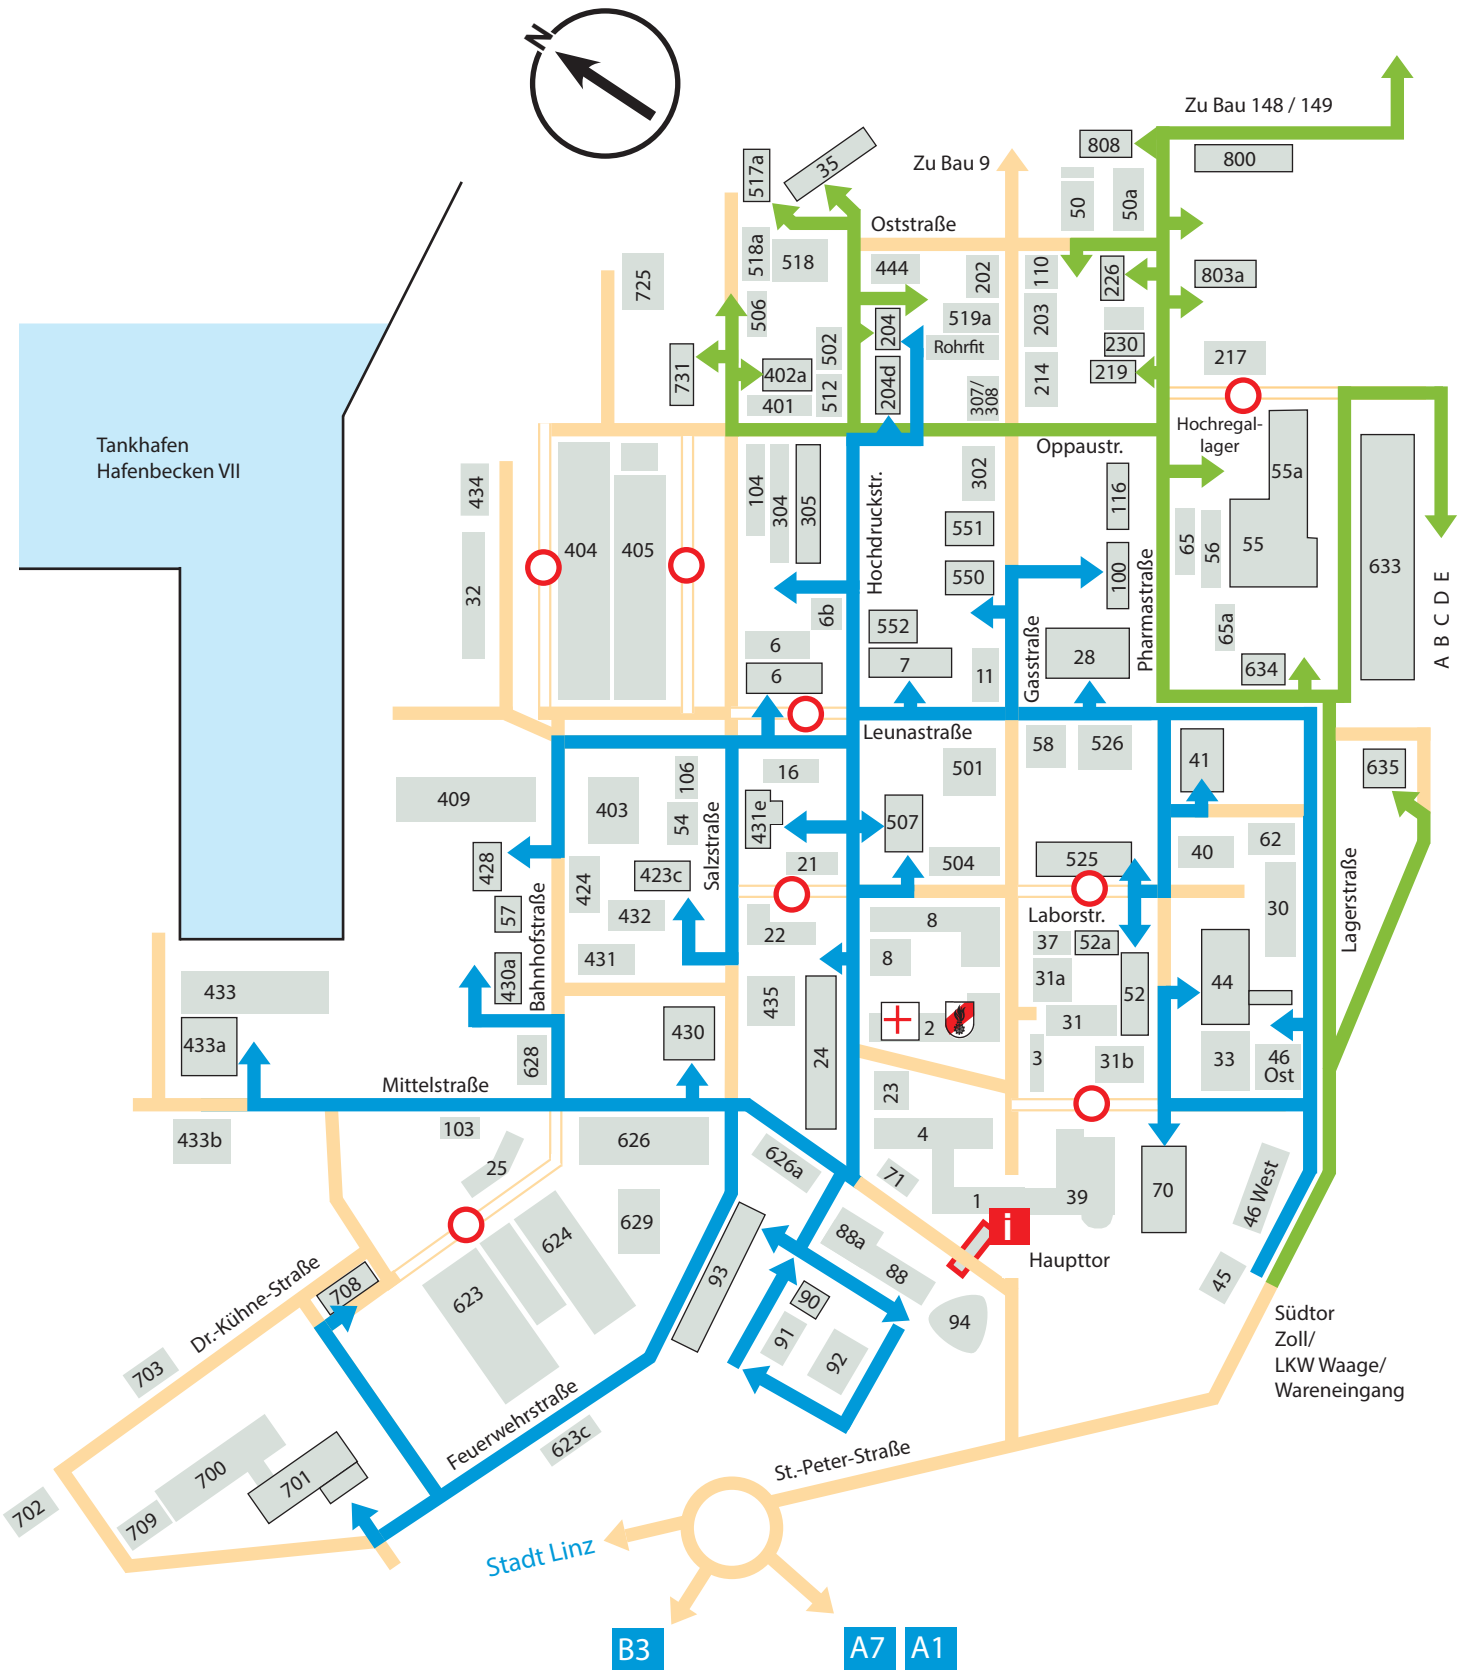 N
Zu Bau 148 / 149
808
800
517a
35
Zu Bau 9
50
50a
Oststraße
518a
518
444
202
110
226
803a
725
506
502
204
519a
203
Rohrfit
230
217
731
402a
204d
219
401
512
307/
308
214
Hochregal-
lager
Oppaustr.
Tankhafen
Hafenbecken VII
434
404
405
104
304
305
Hochdruckstr.
302
551
116
55a
65
56
55
633
A B C D E
32
550
100
Pharmastraße
6b
552
65a
6
6
7
11
Gasstraße
28
634
Leunastraße
58
526
41
635
501
16
106
409
403
54
431e
507
Salzstraße
62
40
525
504
21
428
424
423c
57
432
Bahnhofstraße
Laborstr.
30
Lagerstraße
8
22
37
52a
431
8
430a
31a
44
52
433
435
2
31
433a
430
24
628
3
31b
33
46
Ost
Mittelstraße
23
433b
103
626
4
25
626a
71
70
46 West
1
39
629
i
88a
624
Haupttor
93
88
45
Dr.-Kühne-Straße
708
623
90
94
Südtor
Zoll/
LKW Waage/
Wareneingang
91
92
703
Feuerwehrstraße
623c
St.-Peter-Straße
700
701
702
709
Stadt Linz
B3
A7
A1